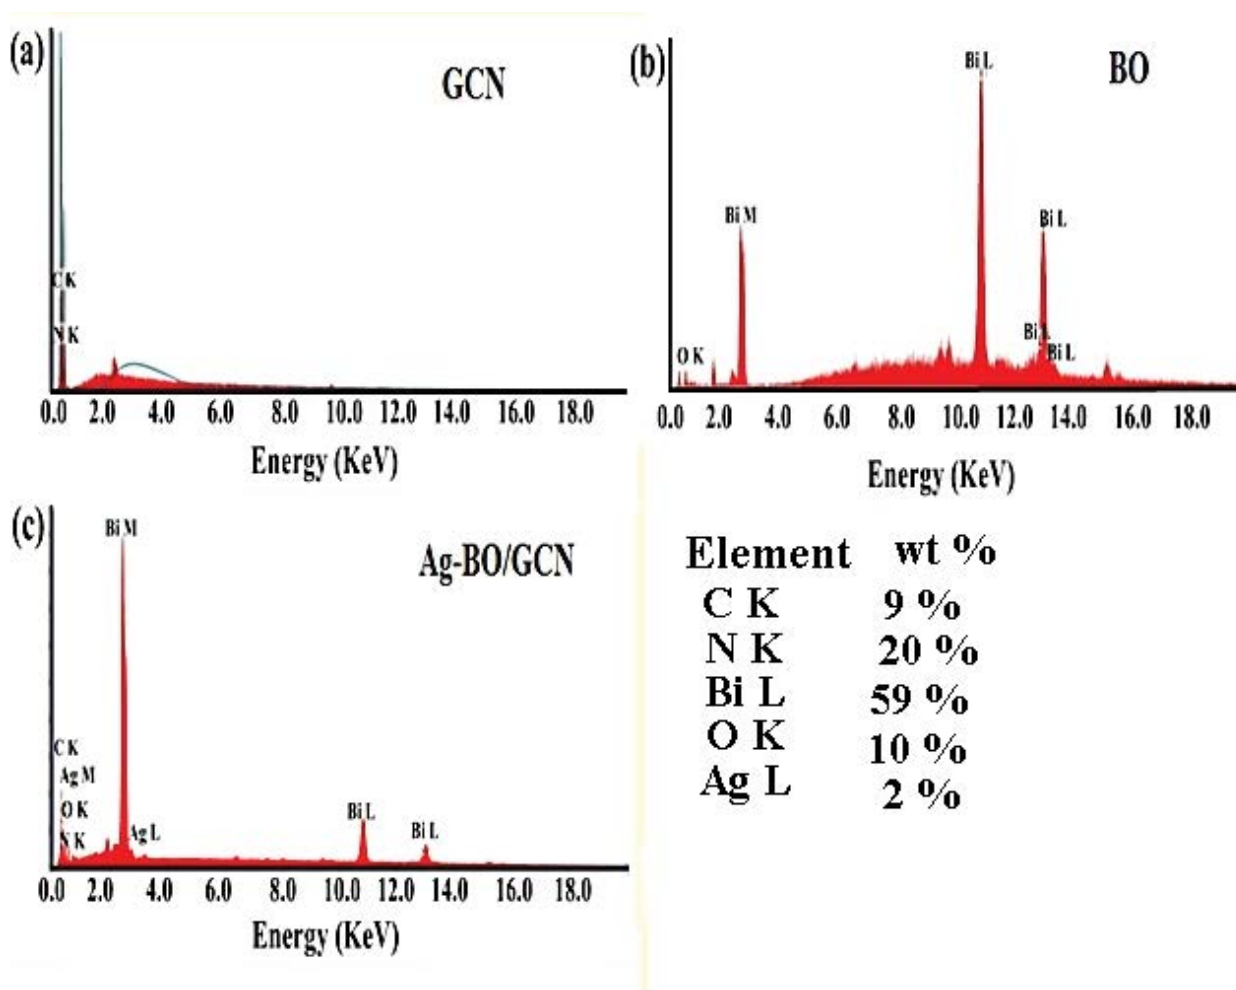 (a)
GCN
C K
N K
0.0 2.0 4.0 6.0 8.0 10.0 12.0 14.0 16.0 18.0
Energy (KeV)
(b)
BO
Bi L
Bi M
Bi L
Bi L
Bi L
O K
0.0 2.0 4.0 6.0 8.0 10.0 12.0 14.0 16.0 18.0
Energy (KeV)
(c)
Ag-BO/GCN
Bi M
C K
Ag M
O K
N K
Ag L
Bi L
Bi L
0.0 2.0 4.0 6.0 8.0 10.0 12.0 14.0 16.0 18.0
Energy (KeV)
Element wt %
C K 9 %
N K 20 %
Bi L 59 %
O K 10 %
Ag L 2 %